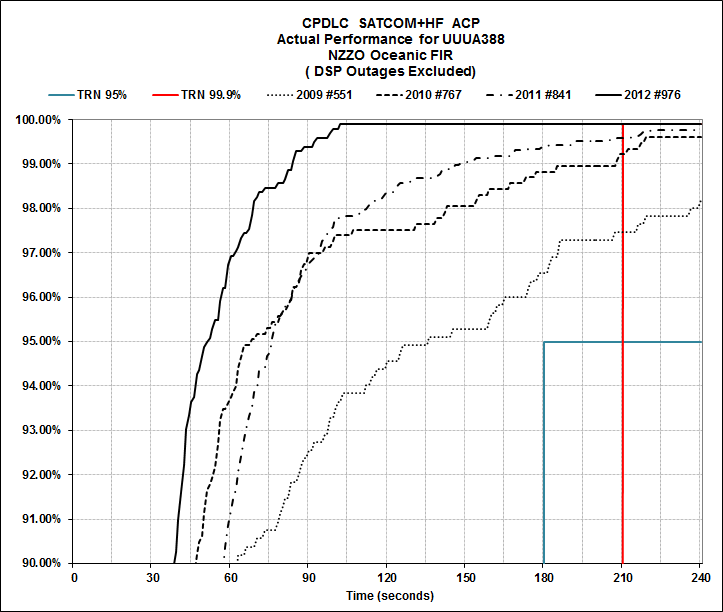 CPDLC SATCOM+HF ACP
Actual Performance for UUUA388
NZZO Oceanic FIR
( DSP Outages Excluded)
TRN 95% TRN 99.9% 2009 #551 2010 #767 2011 #841 2012 #976
100.00%
99.00%
98.00%
97.00%
96.00%
95.00%
94.00%
93.00%
92.00%
91.00%
90.00%
0 30 60 90 120 150 180 210 240
Time (seconds)